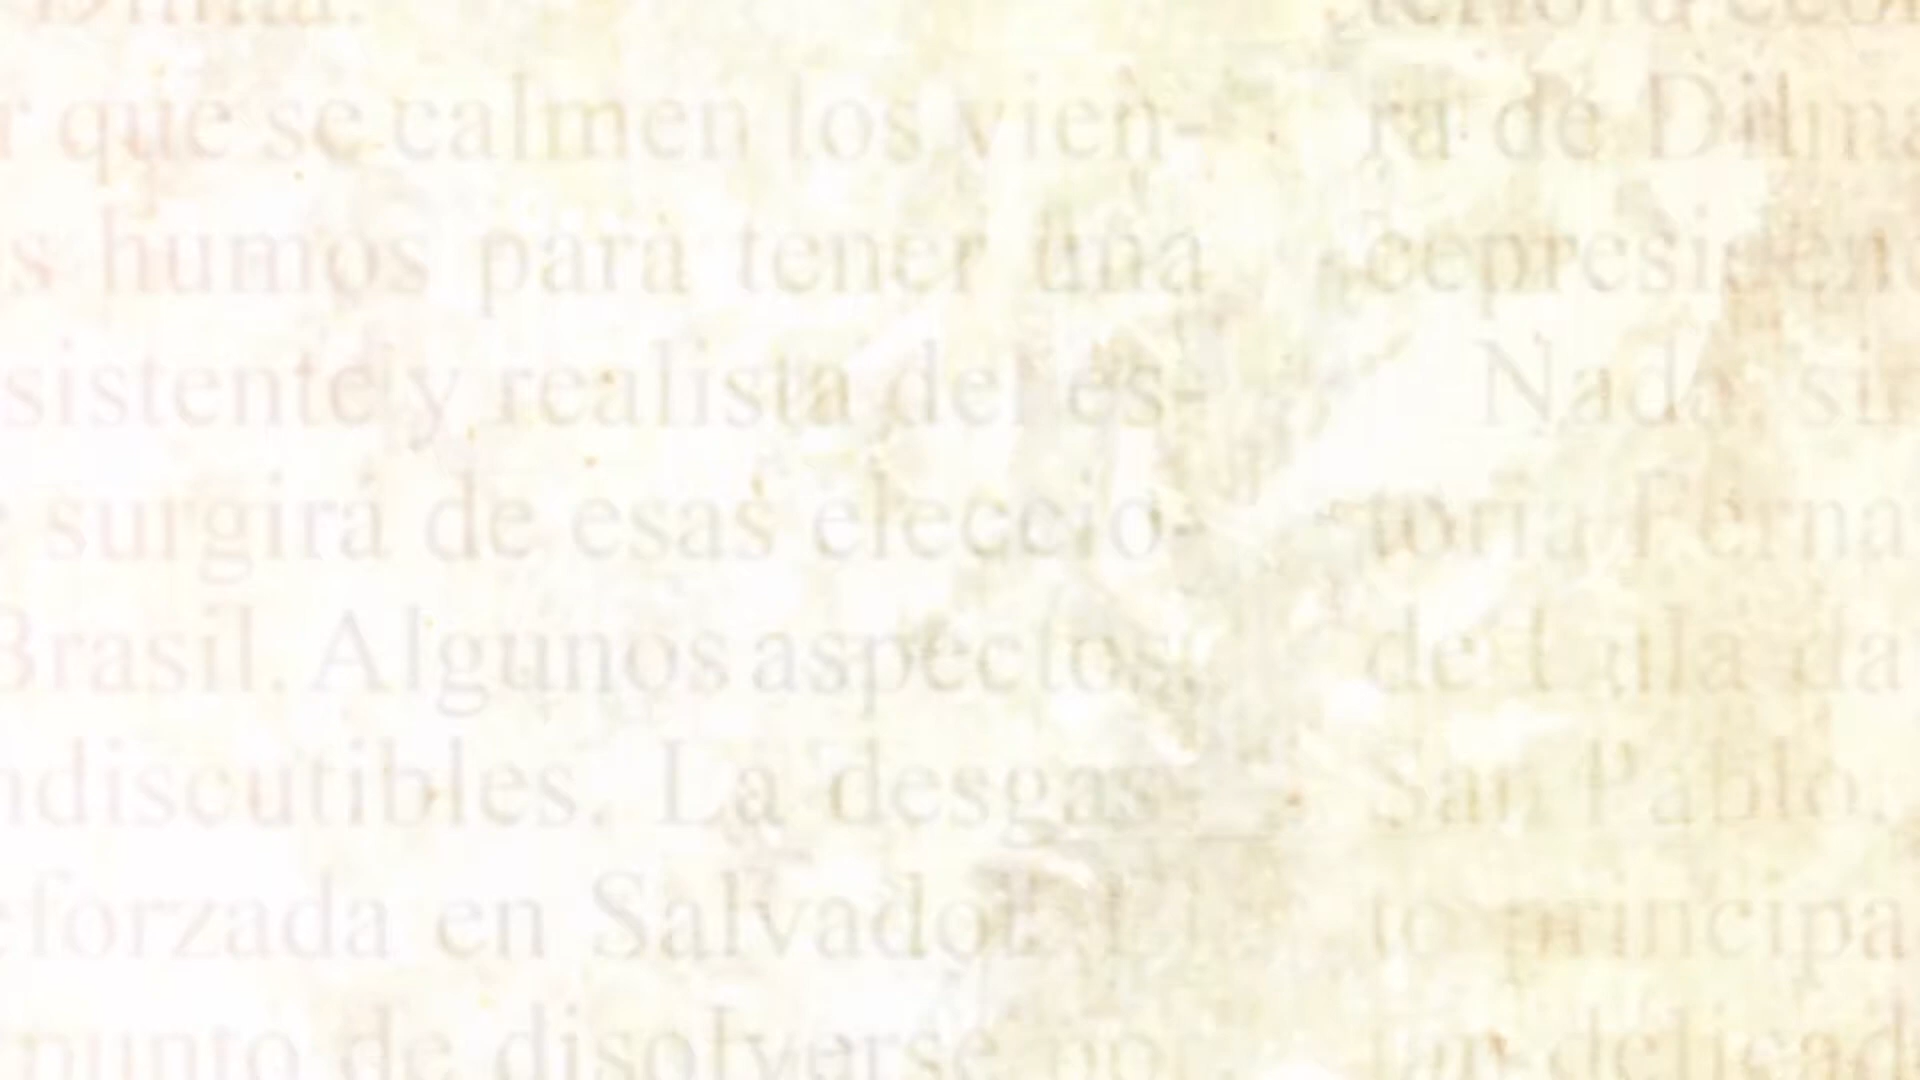 que se calmen los vien-
humos para tener una
sistente y realista del es-
surgirá de esas eleccio-
Brasil. Algunos aspectos
ndiscutibles. La desgas-
eforzada en Salvador.
punto de disolverse por
ra de Dilma
cepresidenc
Nada sin
toria Ferna
de Lula da
San Pablo,
to principa